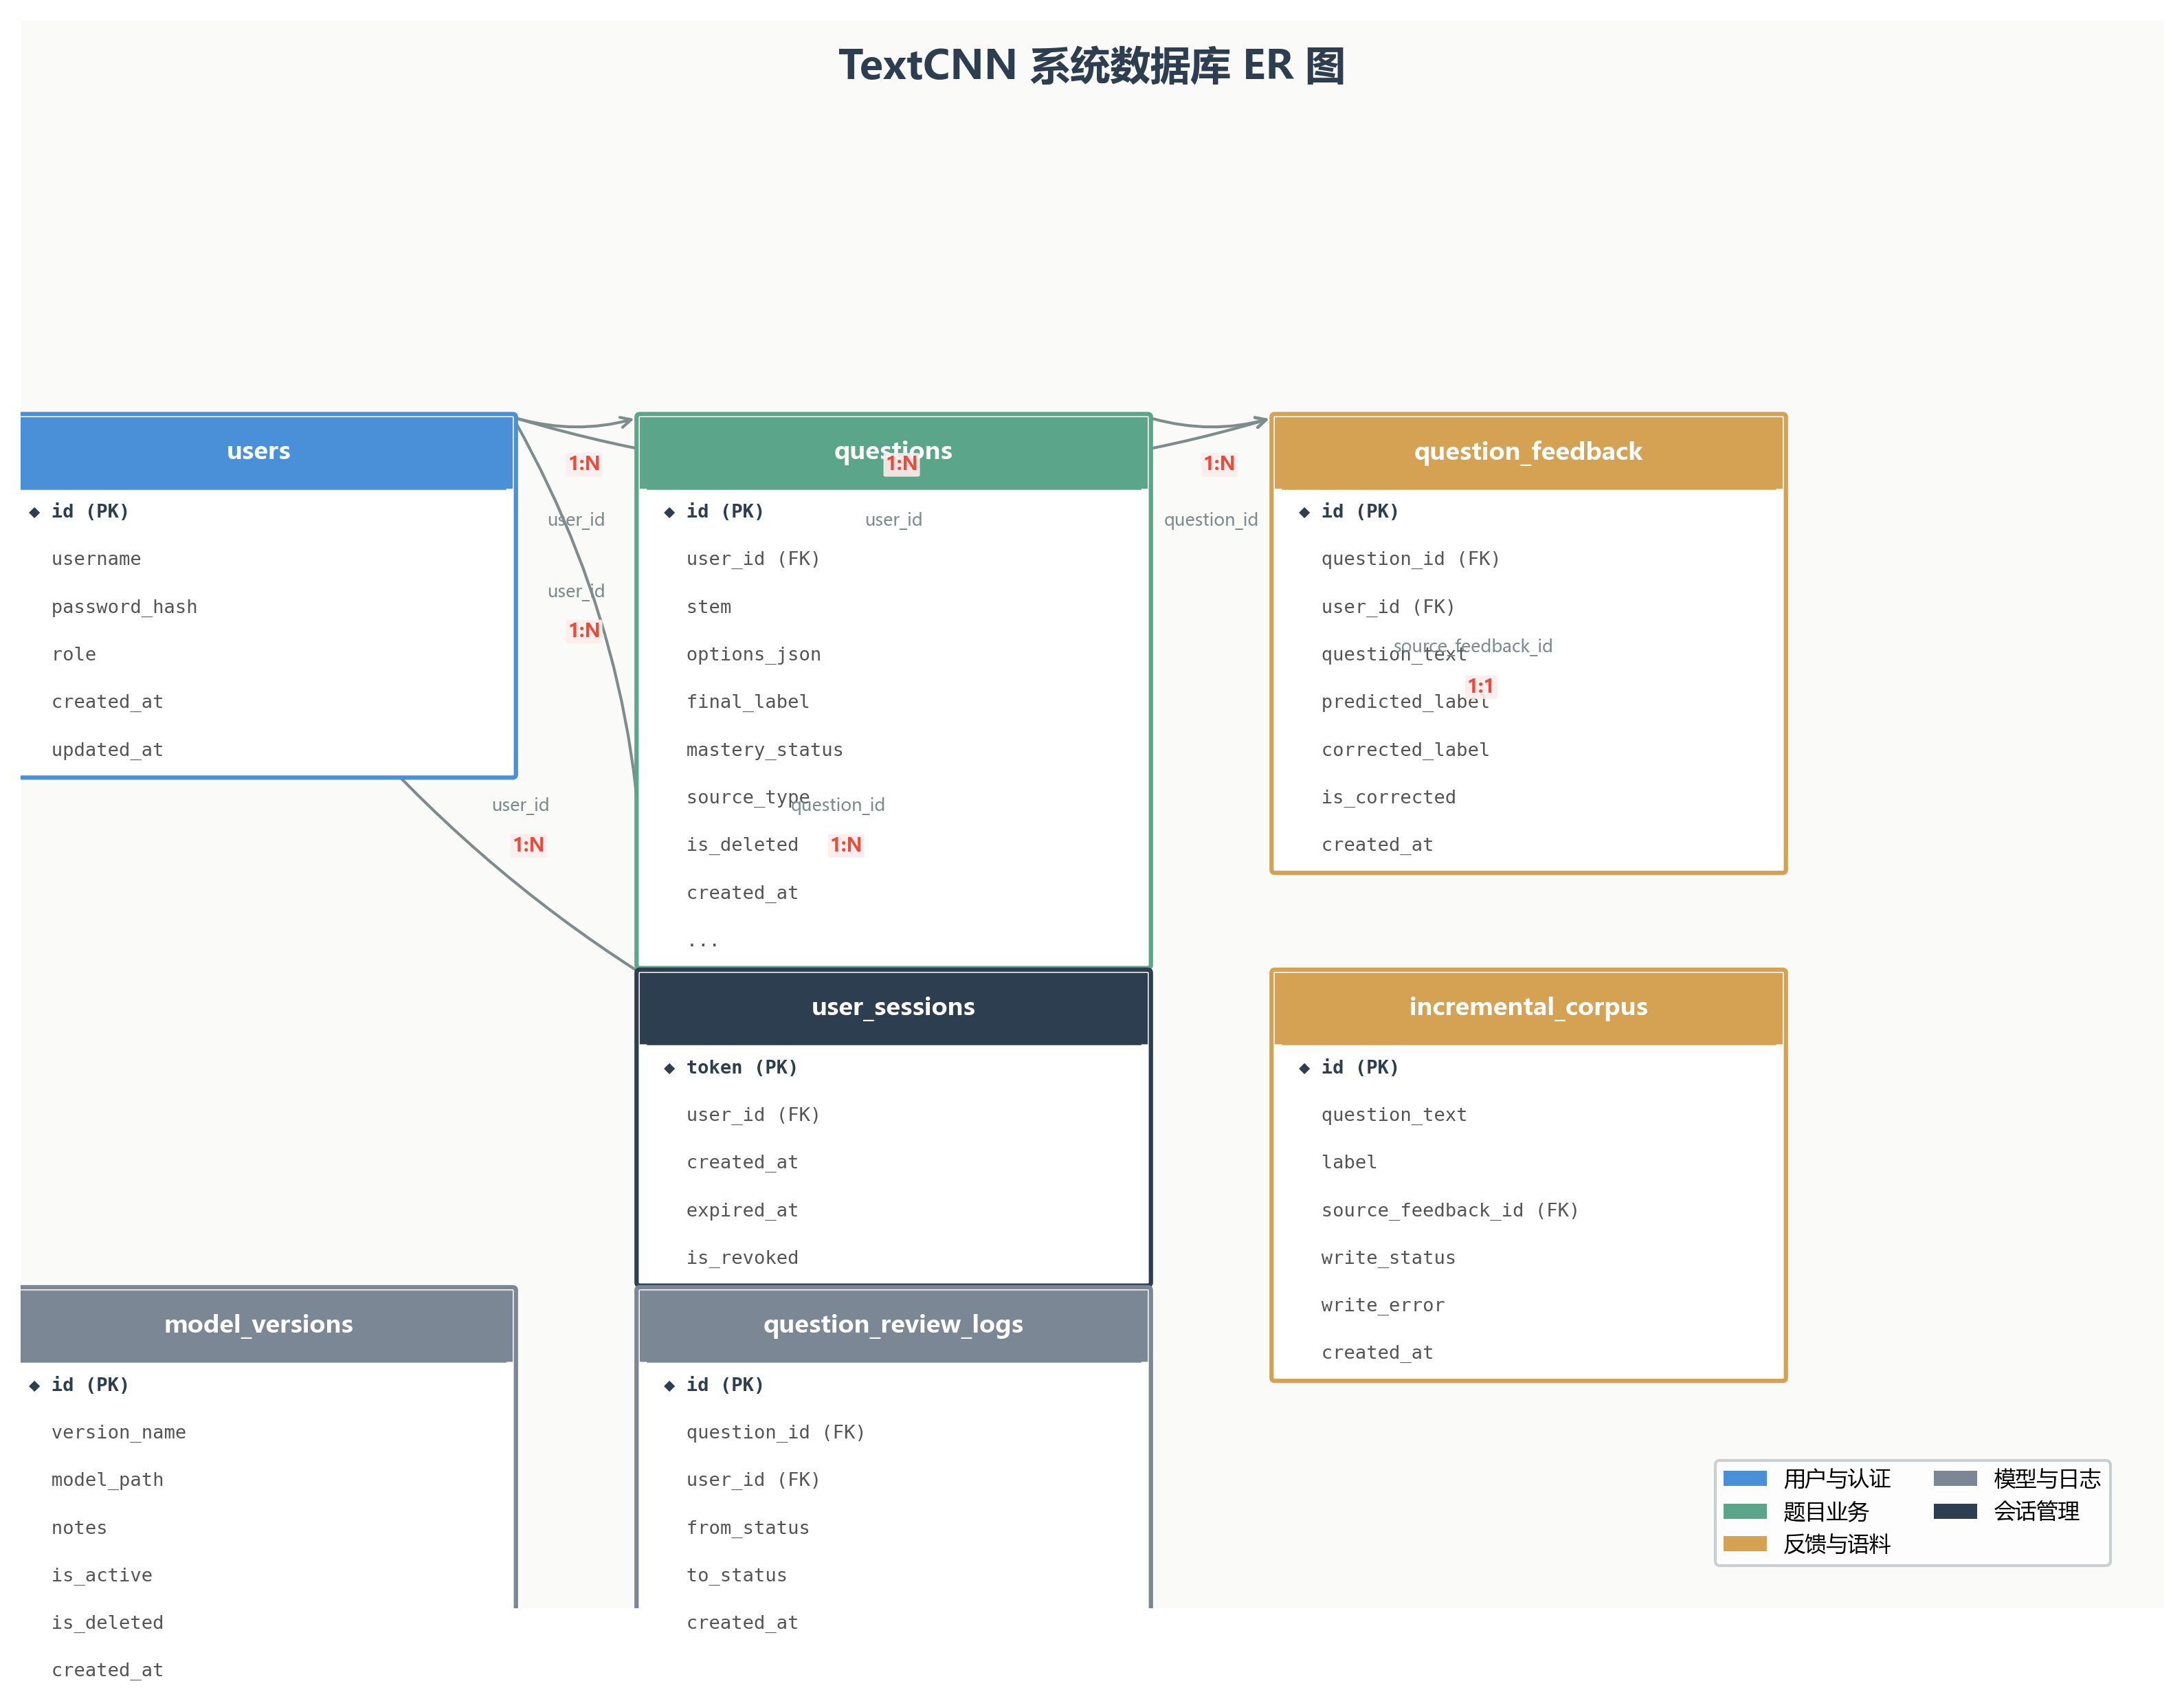 TextCNN 系统数据库 ER 图
users
◆ id (PK)
username
password_hash
role
created_at
updated_at
1:N
user_id
user_id
1:N
user_id
1:N
questions
1:N
user_id
◆ id (PK)
user_id (FK)
stem
options_json
final_label
mastery_status
source_type
question_id
is_deleted
1:N
created_at
...
1:N
question_id
question_feedback
◆ id (PK)
question_id (FK)
user_id (FK)
source_feedback_id
question_text
1:1
predicted_label
corrected_label
is_corrected
created_at
user_sessions
◆ token (PK)
user_id (FK)
created_at
expired_at
is_revoked
incremental_corpus
◆ id (PK)
question_text
label
source_feedback_id (FK)
write_status
write_error
created_at
model_versions
◆ id (PK)
version_name
model_path
notes
is_active
is_deleted
created_at
question_review_logs
◆ id (PK)
question_id (FK)
user_id (FK)
from_status
to_status
created_at
用户与认证
题目业务
反馈与语料
模型与日志
会话管理